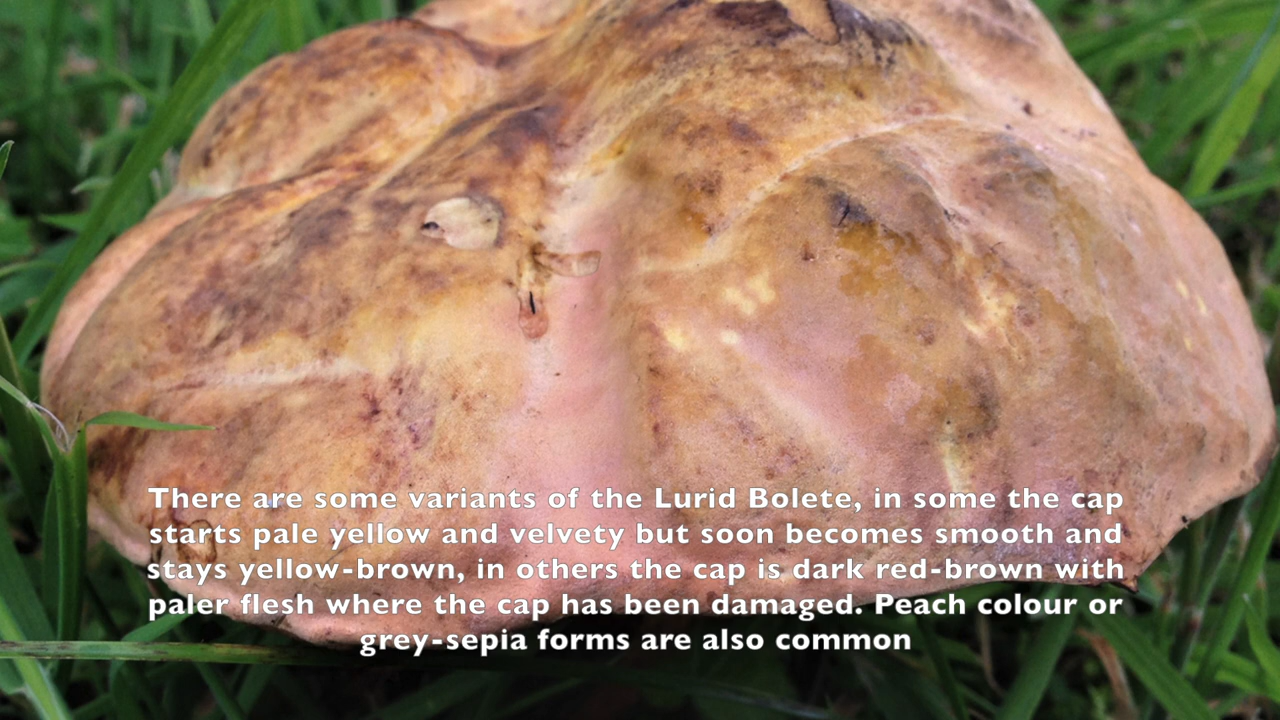 There are some variants of the Lurid Bolete, in some the cap
starts pale yellow and velvety but soon becomes smooth and
stays yellow-brown, in others the cap is dark red-brown with
paler flesh where the cap has been damaged. Peach colour or
grey-sepia forms are also common